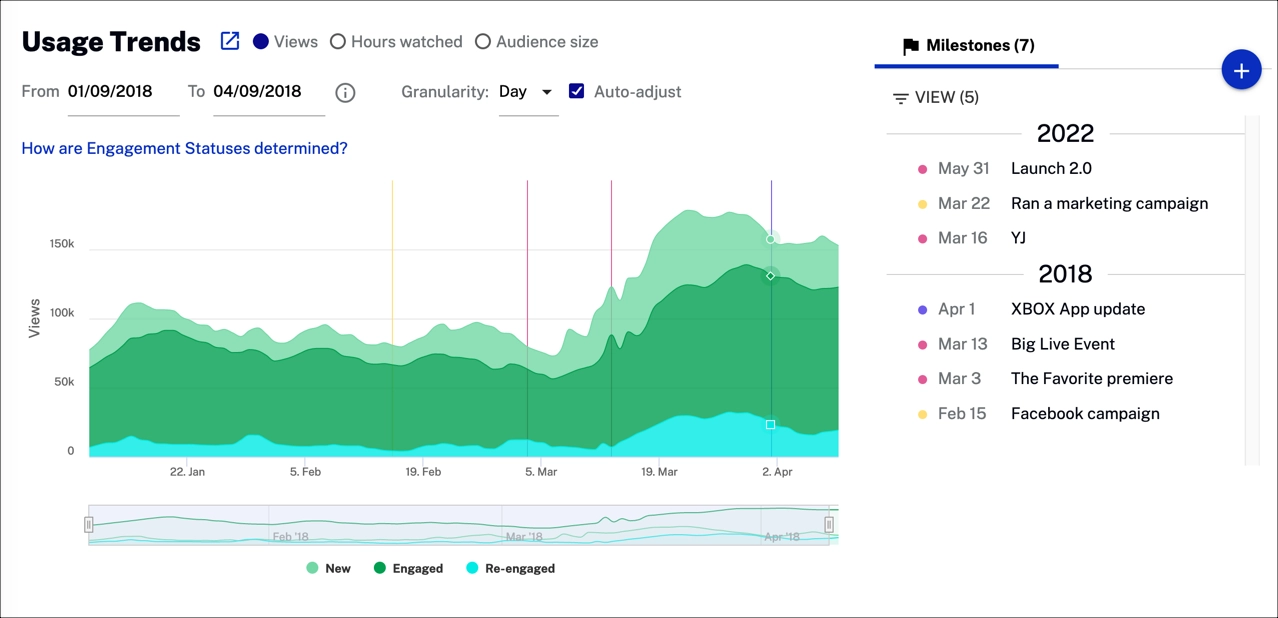 Usage Trends Views Hours watched Audience size
From 01/09/2018 To 04/09/2018 Granularity: Day Auto-adjust
How are Engagement Statuses determined?
Views
150k
100k
50k
0
22. Jan 5. Feb 19. Feb 5. Mar 19. Mar 2. Apr
Feb '18 Mar '18 Apr '18
New Engaged Re-engaged
Milestones (7)
VIEW (5)
2022
May 31 Launch 2.0
Mar 22 Ran a marketing campaign
Mar 16 YJ
2018
Apr 1 XBOX App update
Mar 13 Big Live Event
Mar 3 The Favorite premiere
Feb 15 Facebook campaign